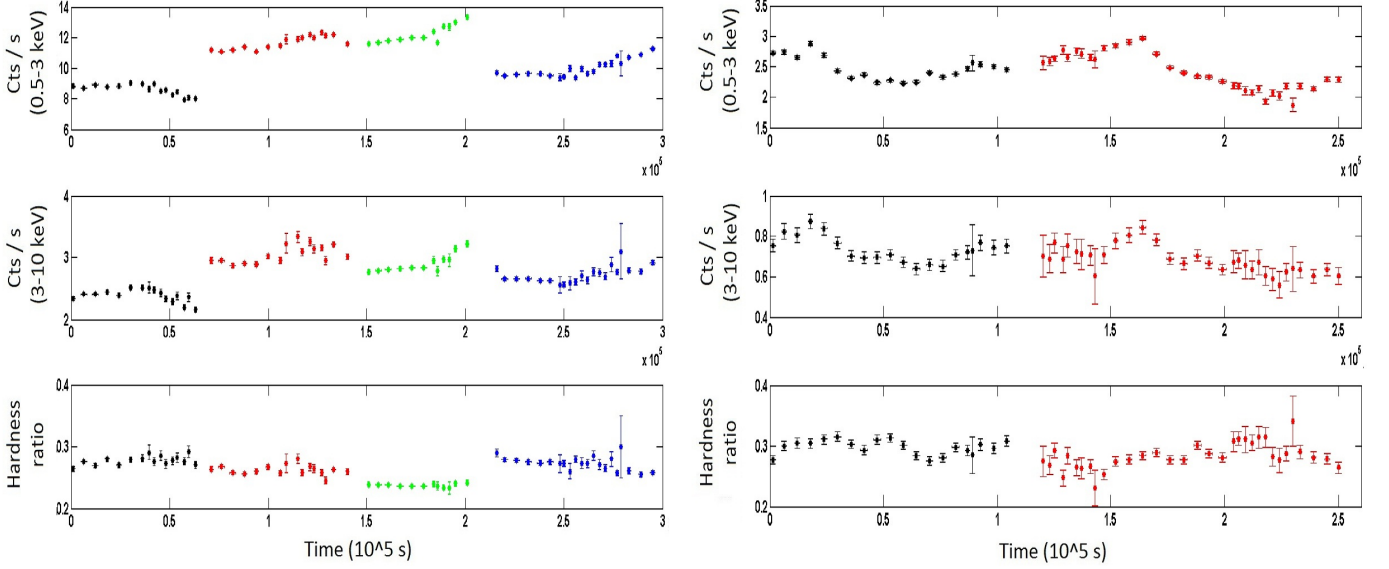 Cts / s
(0.5-3 keV)
14
12
10
8
6
0 0.5 1 1.5 2 2.5 3
x 10^5
Cts / s
(3-10 keV)
4
3
2
0 0.5 1 1.5 2 2.5 3
x 10^5
Hardness
ratio
0.4
0.3
0.2
0 0.5 1 1.5 2 2.5 3
Time (10^5 s)
Cts / s
(0.5-3 keV)
3.5
3
2.5
2
1.5
0 0.5 1 1.5 2 2.5
x 10^5
Cts / s
(3-10 keV)
1
0.8
0.6
0.4
0 0.5 1 1.5 2 2.5
x 10^5
Hardness
ratio
0.4
0.3
0.2
0 0.5 1 1.5 2 2.5
Time (10^5 s)